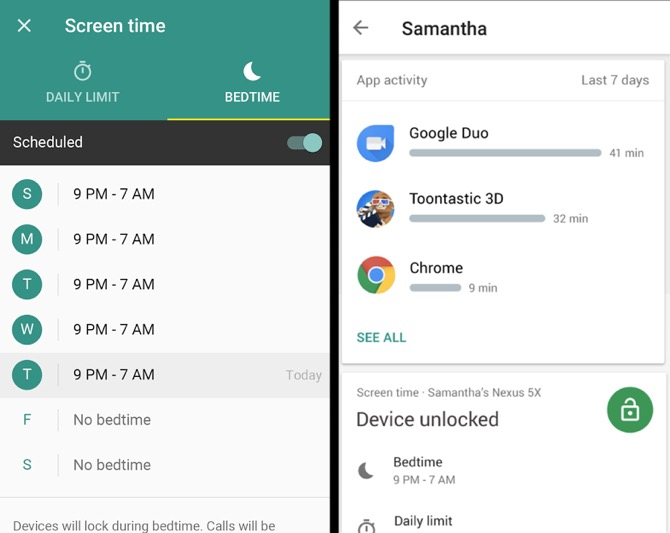 Screen time
DAILY LIMIT
BEDTIME
Scheduled
S 9 PM - 7 AM
M 9 PM - 7 AM
T 9 PM - 7 AM
W 9 PM - 7 AM
T 9 PM - 7 AM Today
F No bedtime
S No bedtime
Devices will lock during bedtime. Calls will be
Samantha
App activity Last 7 days
Google Duo
41 min
Toontastic 3D
32 min
Chrome
9 min
SEE ALL
Screen time · Samantha's Nexus 5X
Device unlocked
Bedtime
9 PM - 7 AM
Daily limit